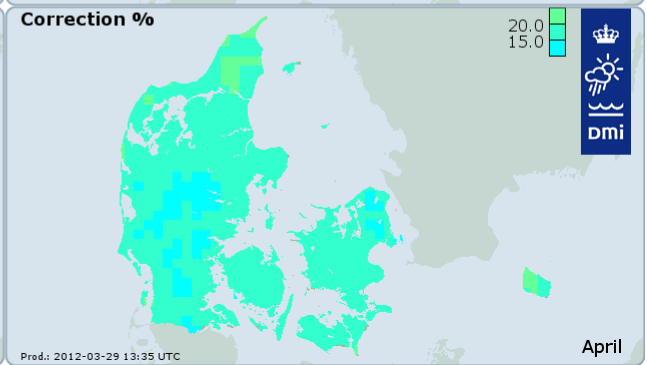 Correction %
20.0
15.0
DMi
Prod.: 2012-03-29 13:35 UTC
April